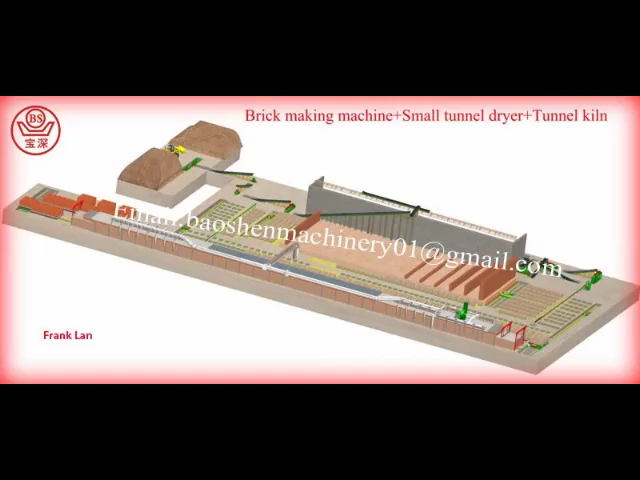 BS
宝深
Brick making machine+Small tunnel dryer+Tunnel kiln
Email:baoshenmachinery01@gmail.com
Frank Lan